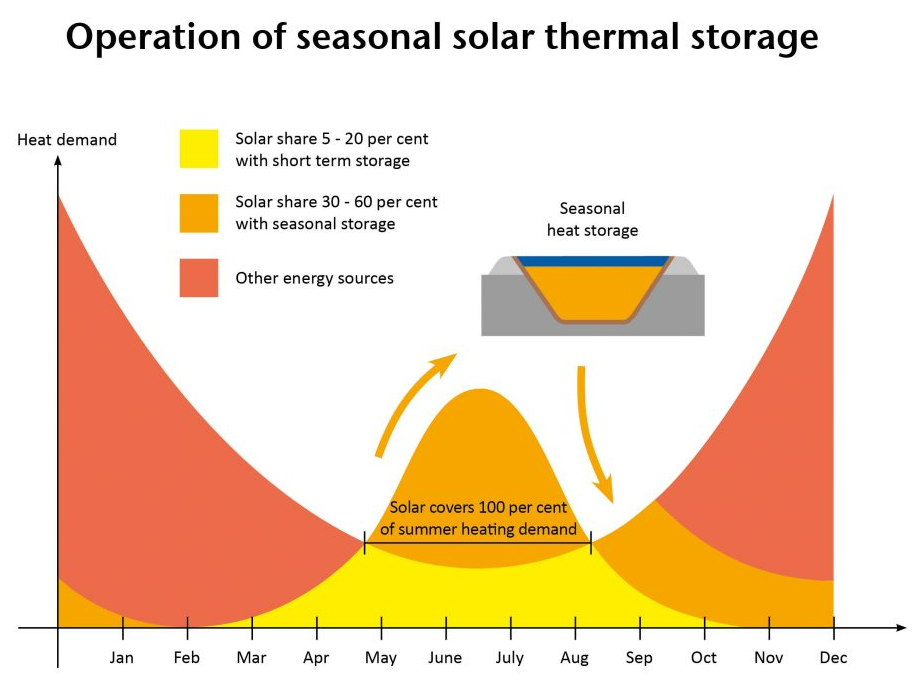 Operation of seasonal solar thermal storage
Heat demand
Solar share 5 - 20 per cent
with short term storage
Solar share 30 - 60 per cent
with seasonal storage
Other energy sources
Seasonal
heat storage
Solar covers 100 per cent
of summer heating demand
Jan Feb Mar Apr May June July Aug Sep Oct Nov Dec